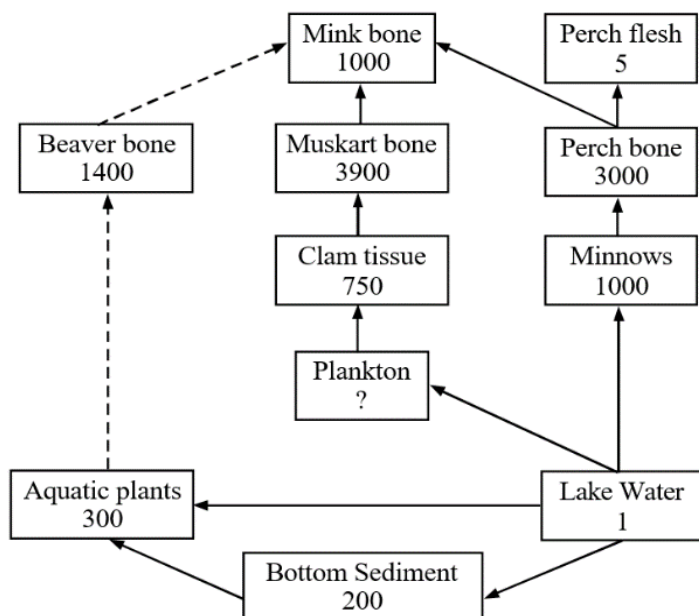 Mink bone
1000
Perch flesh
5
Beaver bone
1400
Muskart bone
3900
Perch bone
3000
Clam tissue
750
Minnows
1000
Plankton
?
Aquatic plants
300
Lake Water
1
Bottom Sediment
200